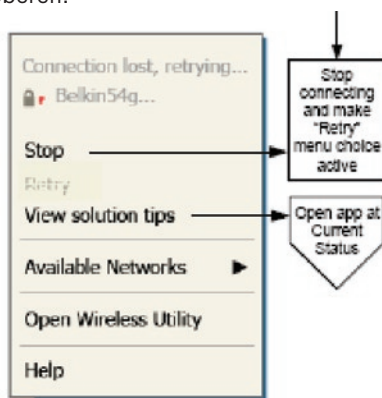 Connection lost, retrying...
Belkin54g...
Stop
Retry
View solution tips
Available Networks
Open Wireless Utility
Help
Stop
connecting
and make
"Retry"
menu choice
active
Open app at
Current
Status